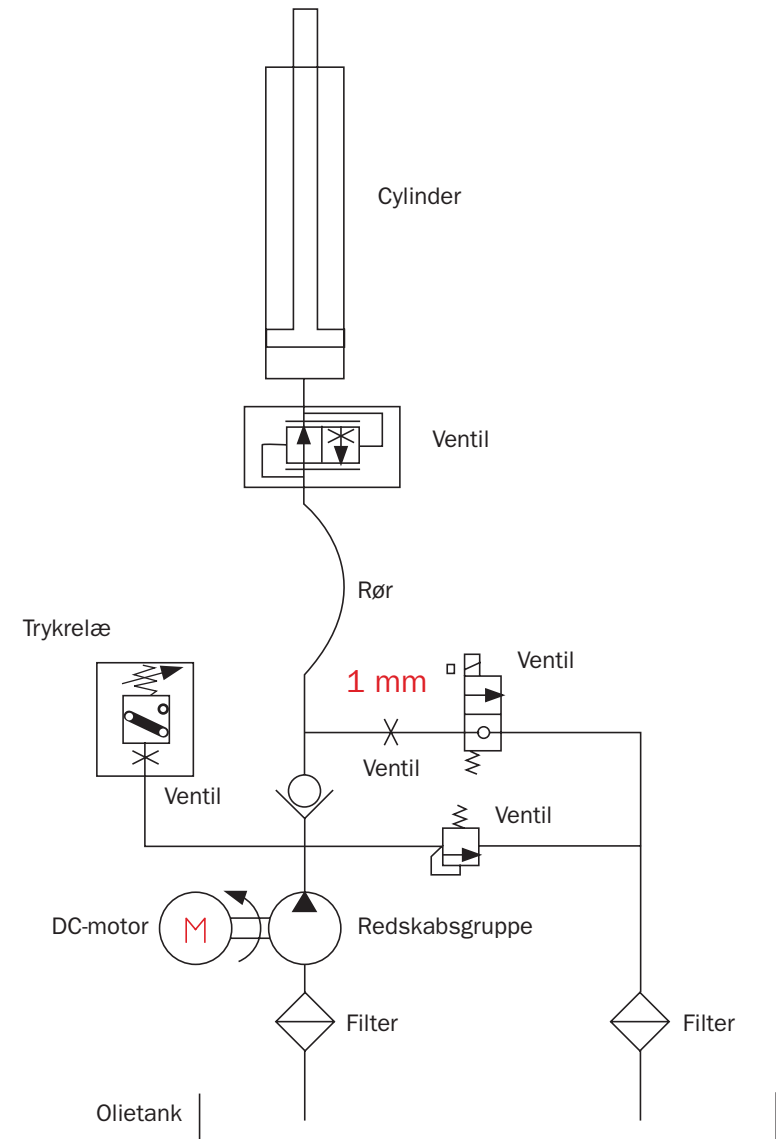 Cylinder
Ventil
Rør
Trykrelæ
1 mm
Ventil
Ventil
Ventil
Ventil
DC-motor
M
Redskabsgruppe
Filter
Filter
Olietank